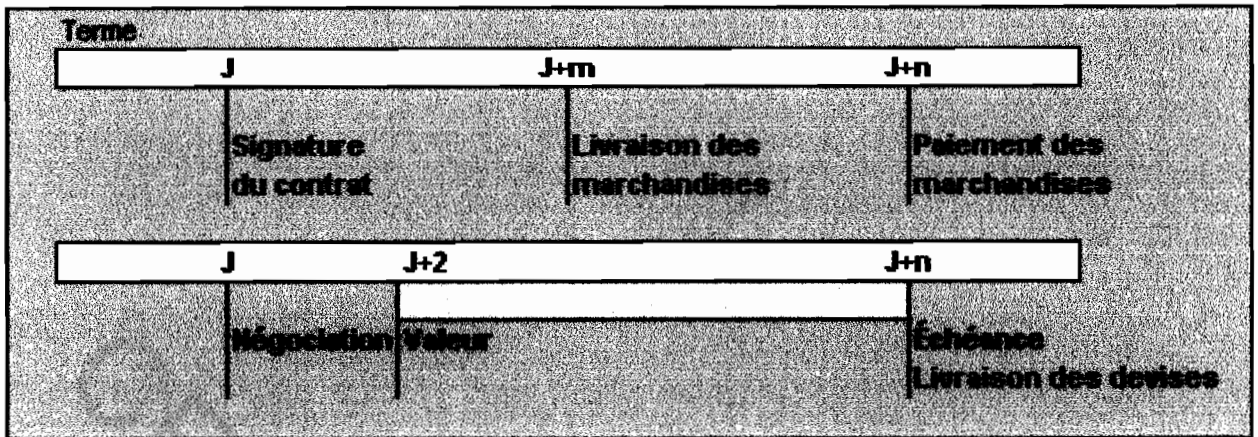 Terme
J J+m J+n
Signature Livraison des Paiement des
du contrat marchandises marchandises
J J+2 J+n
Négociation Valeur Échéance
Livraison des devises